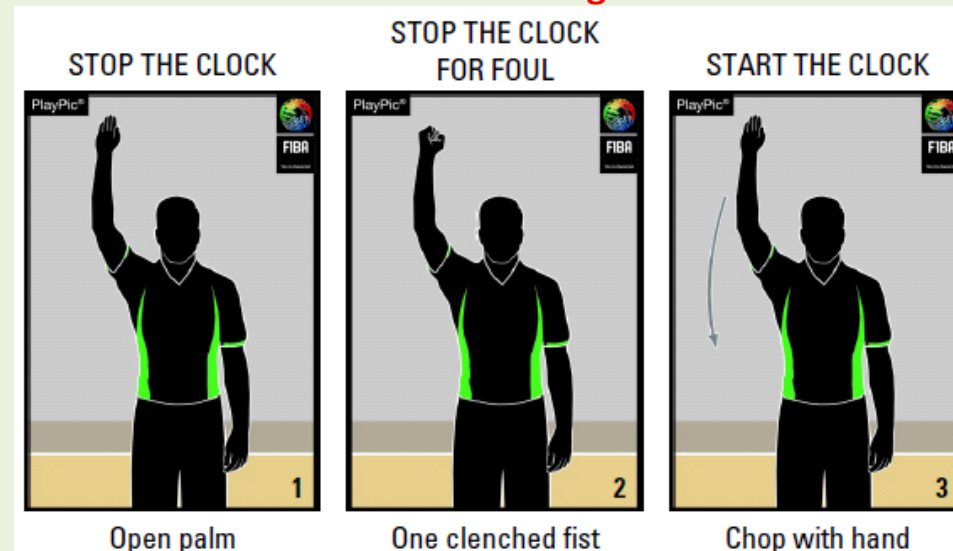 g
STOP THE CLOCK
STOP THE CLOCK
FOR FOUL
START THE CLOCK
PlayPic®
FIBA
1
PlayPic®
FIBA
2
PlayPic®
FIBA
3
Open palm
One clenched fist
Chop with hand